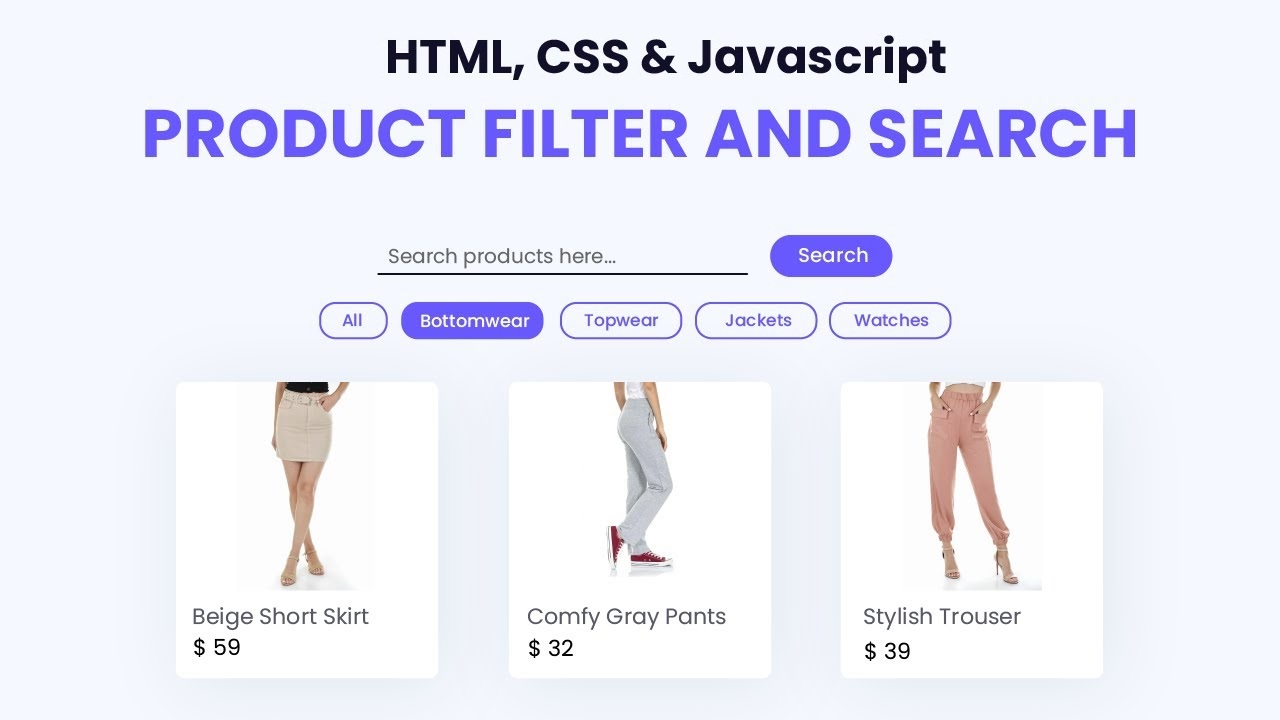 HTML, CSS & Javascript
PRODUCT FILTER AND SEARCH
Search products here...
Search
All
Bottomwear
Topwear
Jackets
Watches
Beige Short Skirt
$ 59
Comfy Gray Pants
$ 32
Stylish Trouser
$ 39